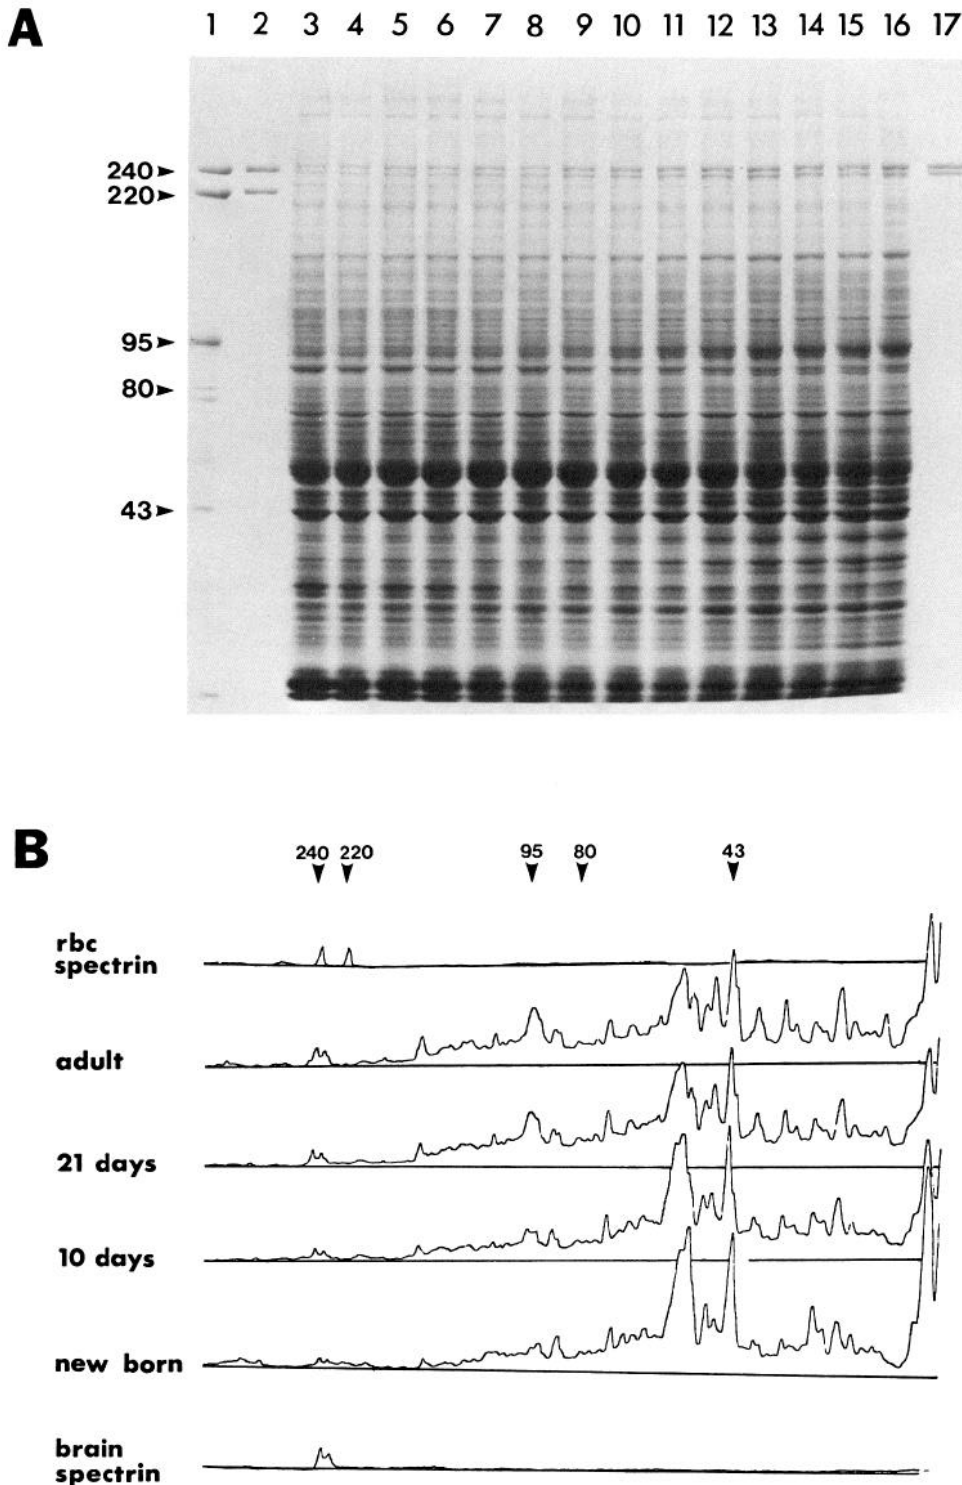 A
1 2 3 4 5 6 7 8 9 10 11 12 13 14 15 16 17
240
220
95
80
43
B
240 220 95 80 43
rbc
spectrin
adult
21 days
10 days
new born
brain
spectrin